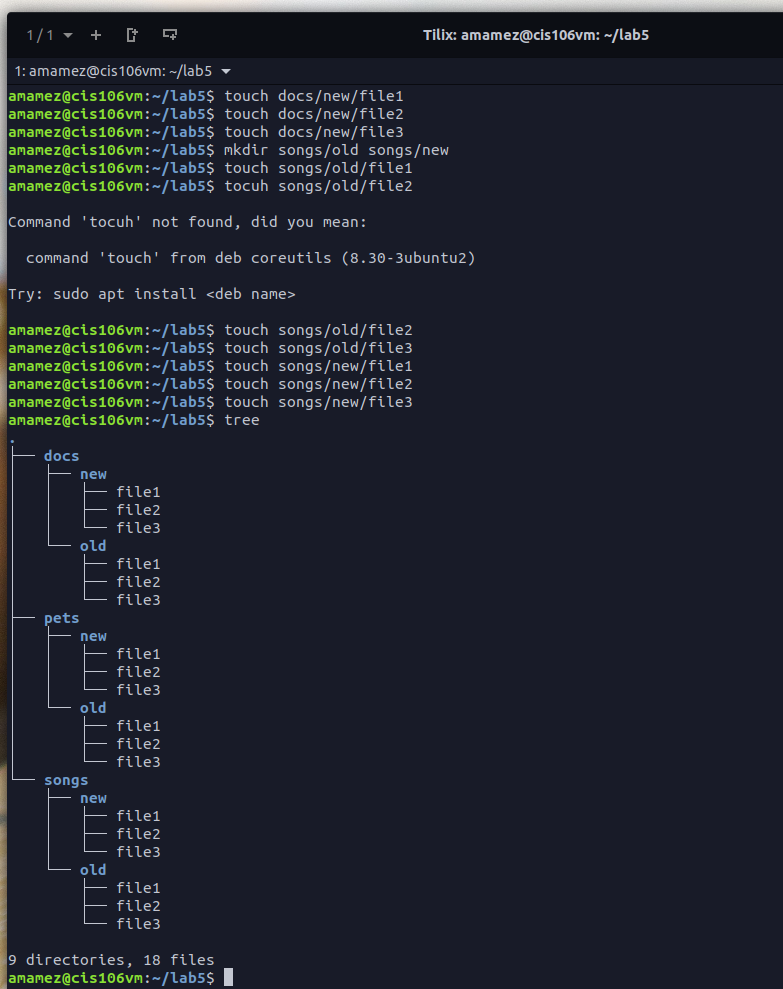 1 / 1
Tilix: amamez@cis106vm: ~/lab5
1: amamez@cis106vm: ~/lab5
amamez@cis106vm:~/lab5$ touch docs/new/file1
amamez@cis106vm:~/lab5$ touch docs/new/file2
amamez@cis106vm:~/lab5$ touch docs/new/file3
amamez@cis106vm:~/lab5$ mkdir songs/old songs/new
amamez@cis106vm:~/lab5$ touch songs/old/file1
amamez@cis106vm:~/lab5$ tocuh songs/old/file2

Command 'tocuh' not found, did you mean:

  command 'touch' from deb coreutils (8.30-3ubuntu2)

Try: sudo apt install <deb name>

amamez@cis106vm:~/lab5$ touch songs/old/file2
amamez@cis106vm:~/lab5$ touch songs/old/file3
amamez@cis106vm:~/lab5$ touch songs/new/file1
amamez@cis106vm:~/lab5$ touch songs/new/file2
amamez@cis106vm:~/lab5$ touch songs/new/file3
amamez@cis106vm:~/lab5$ tree
.
├── docs
│   ├── new
│   │   ├── file1
│   │   ├── file2
│   │   └── file3
│   └── old
│       ├── file1
│       ├── file2
│       └── file3
├── pets
│   ├── new
│   │   ├── file1
│   │   ├── file2
│   │   └── file3
│   └── old
│       ├── file1
│       ├── file2
│       └── file3
└── songs
    ├── new
    │   ├── file1
    │   ├── file2
    │   └── file3
    └── old
        ├── file1
        ├── file2
        └── file3

9 directories, 18 files
amamez@cis106vm:~/lab5$